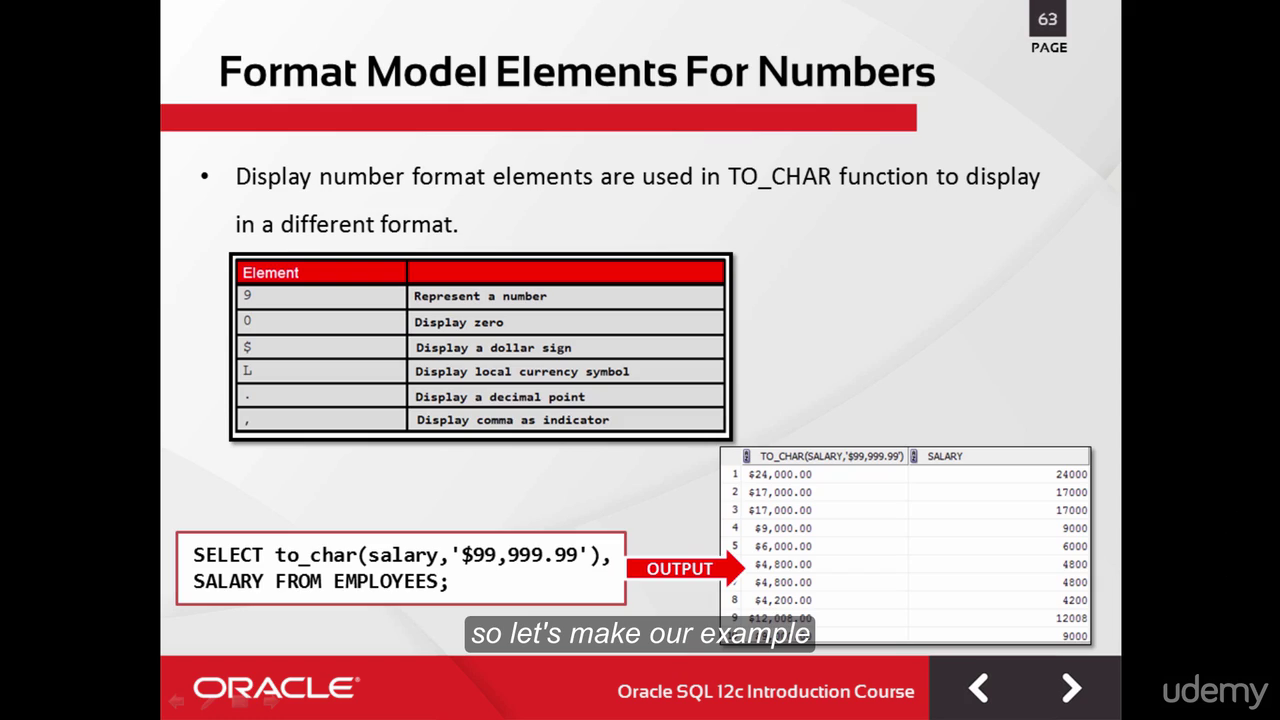 63
PAGE
Format Model Elements For Numbers
• Display number format elements are used in TO_CHAR function to display
in a different format.
Element
9 Represent a number
0 Display zero
$ Display a dollar sign
L Display local currency symbol
. Display a decimal point
, Display comma as indicator
TO_CHAR(SALARY,'$99,999.99') SALARY
1 $24,000.00 24000
2 $17,000.00 17000
3 $17,000.00 17000
4 $9,000.00 9000
5 $6,000.00 6000
$4,800.00 4800
$4,800.00 4800
8 $4,200.00 4200
9 $12,008.00 12008
9000
SELECT to_char(salary,'$99,999.99'),
SALARY FROM EMPLOYEES;
OUTPUT
so let's make our example
ORACLE®
Oracle SQL 12c Introduction Course
udemy